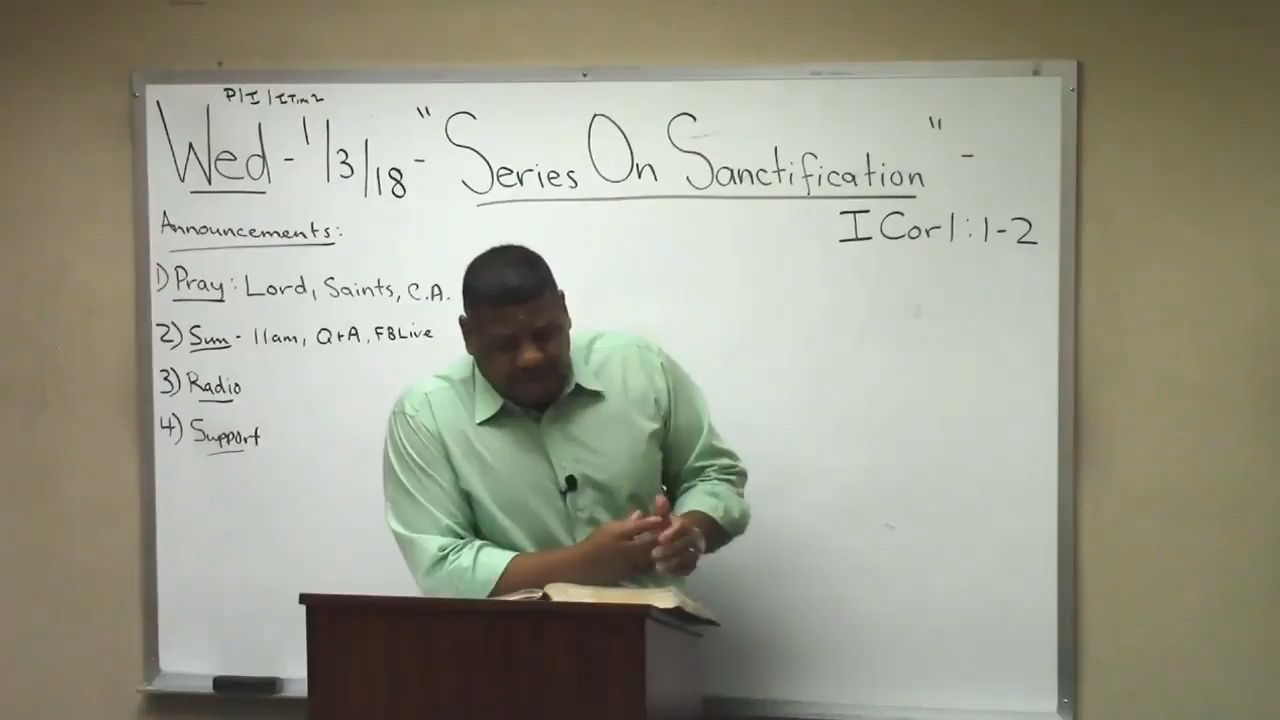 P/I/I Tim 2
Wed - 1/3/18 - "Series On Sanctification" -
I Cor 1:1-2
Announcements:
1) Pray: Lord, Saints, C.A.
2) Sun - 11am, Q+A, FBLive
3) Radio
4) Support